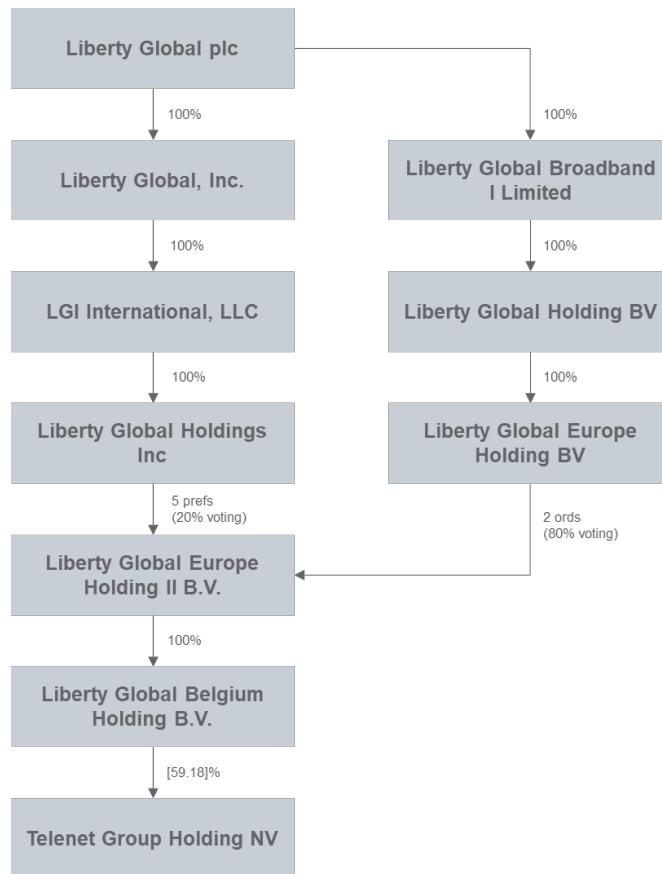 Liberty Global plc
100%
100%
Liberty Global, Inc.
Liberty Global Broadband
I Limited
100%
100%
LGI International, LLC
Liberty Global Holding BV
100%
100%
Liberty Global Holdings
Inc
Liberty Global Europe
Holding BV
5 prefs
(20% voting)
2 ords
(80% voting)
Liberty Global Europe
Holding II B.V.
100%
Liberty Global Belgium
Holding B.V.
[59.18]%
Telenet Group Holding NV